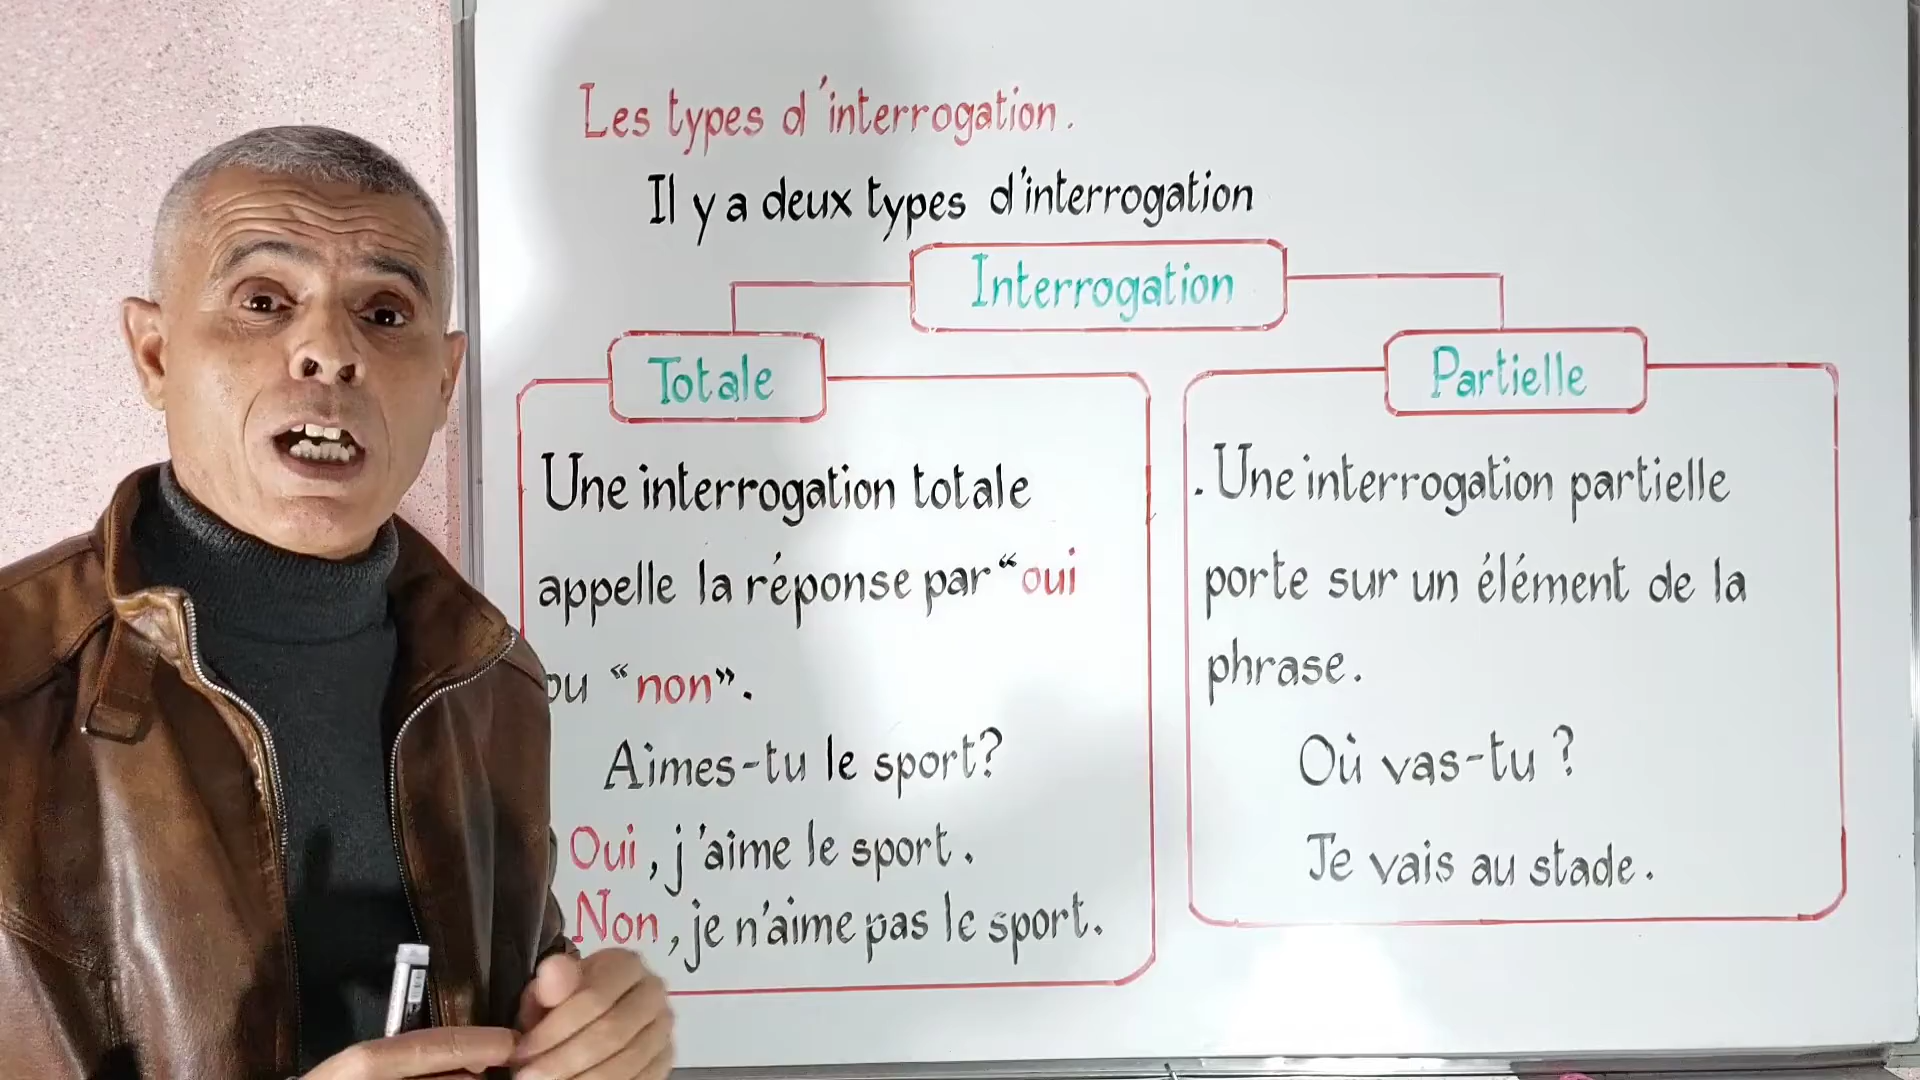 Les types d'interrogation.
Il y a deux types d'interrogation
Interrogation
Totale
Une interrogation totale
appelle la réponse par “oui
ou “non”.
Aimes-tu le sport?
Oui, j'aime le sport.
Non, je n'aime pas le sport.
Partielle
. Une interrogation partielle
porte sur un élément de la
phrase.
Où vas-tu ?
Je vais au stade.